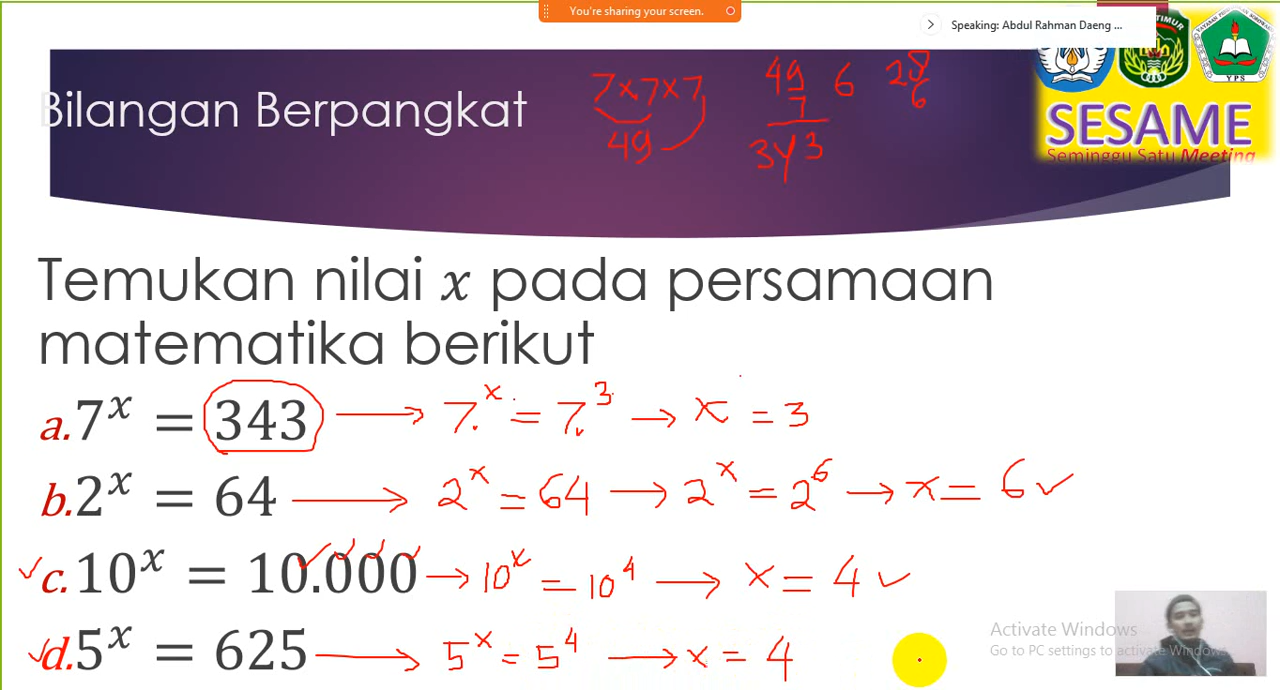 You're sharing your screen.
Speaking: Abdul Rahman Daeng ...
TIMUR
YPS
SESAME
Seminggu Satu Meeting
Bilangan Berpangkat
7×7×7
49
49 6
7
343
28
6
Temukan nilai x pada persamaan
matematika berikut
a. 7^x = 343 → 7^x = 7^3 → x = 3
b. 2^x = 64 → 2^x = 64 → 2^x = 2^6 → x = 6 ✓
✓ c. 10^x = 10.000 → 10^x = 10^4 → x = 4 ✓
✓ d. 5^x = 625 → 5^x = 5^4 → x = 4
Activate Windows
Go to PC settings to activate Windows.